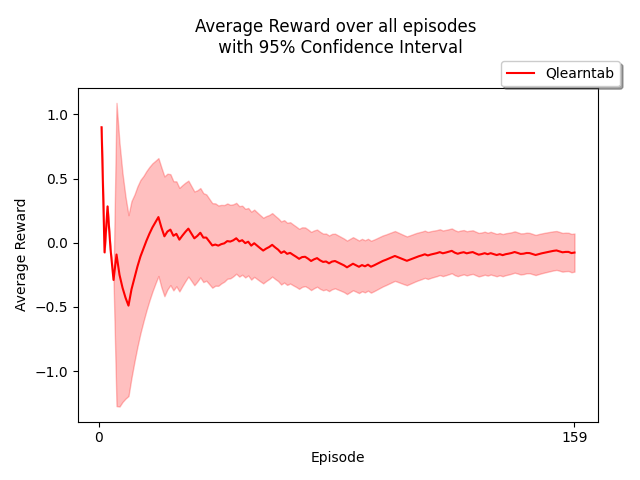 Average Reward over all episodes
with 95% Confidence Interval
Qlearntab
1.0
0.5
0.0
−0.5
−1.0
Average Reward
0
159
Episode